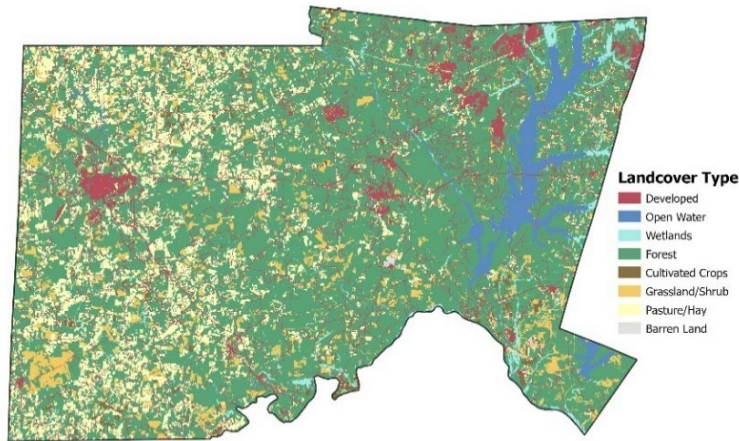 Landcover Type
Developed
Open Water
Wetlands
Forest
Cultivated Crops
Grassland/Shrub
Pasture/Hay
Barren Land